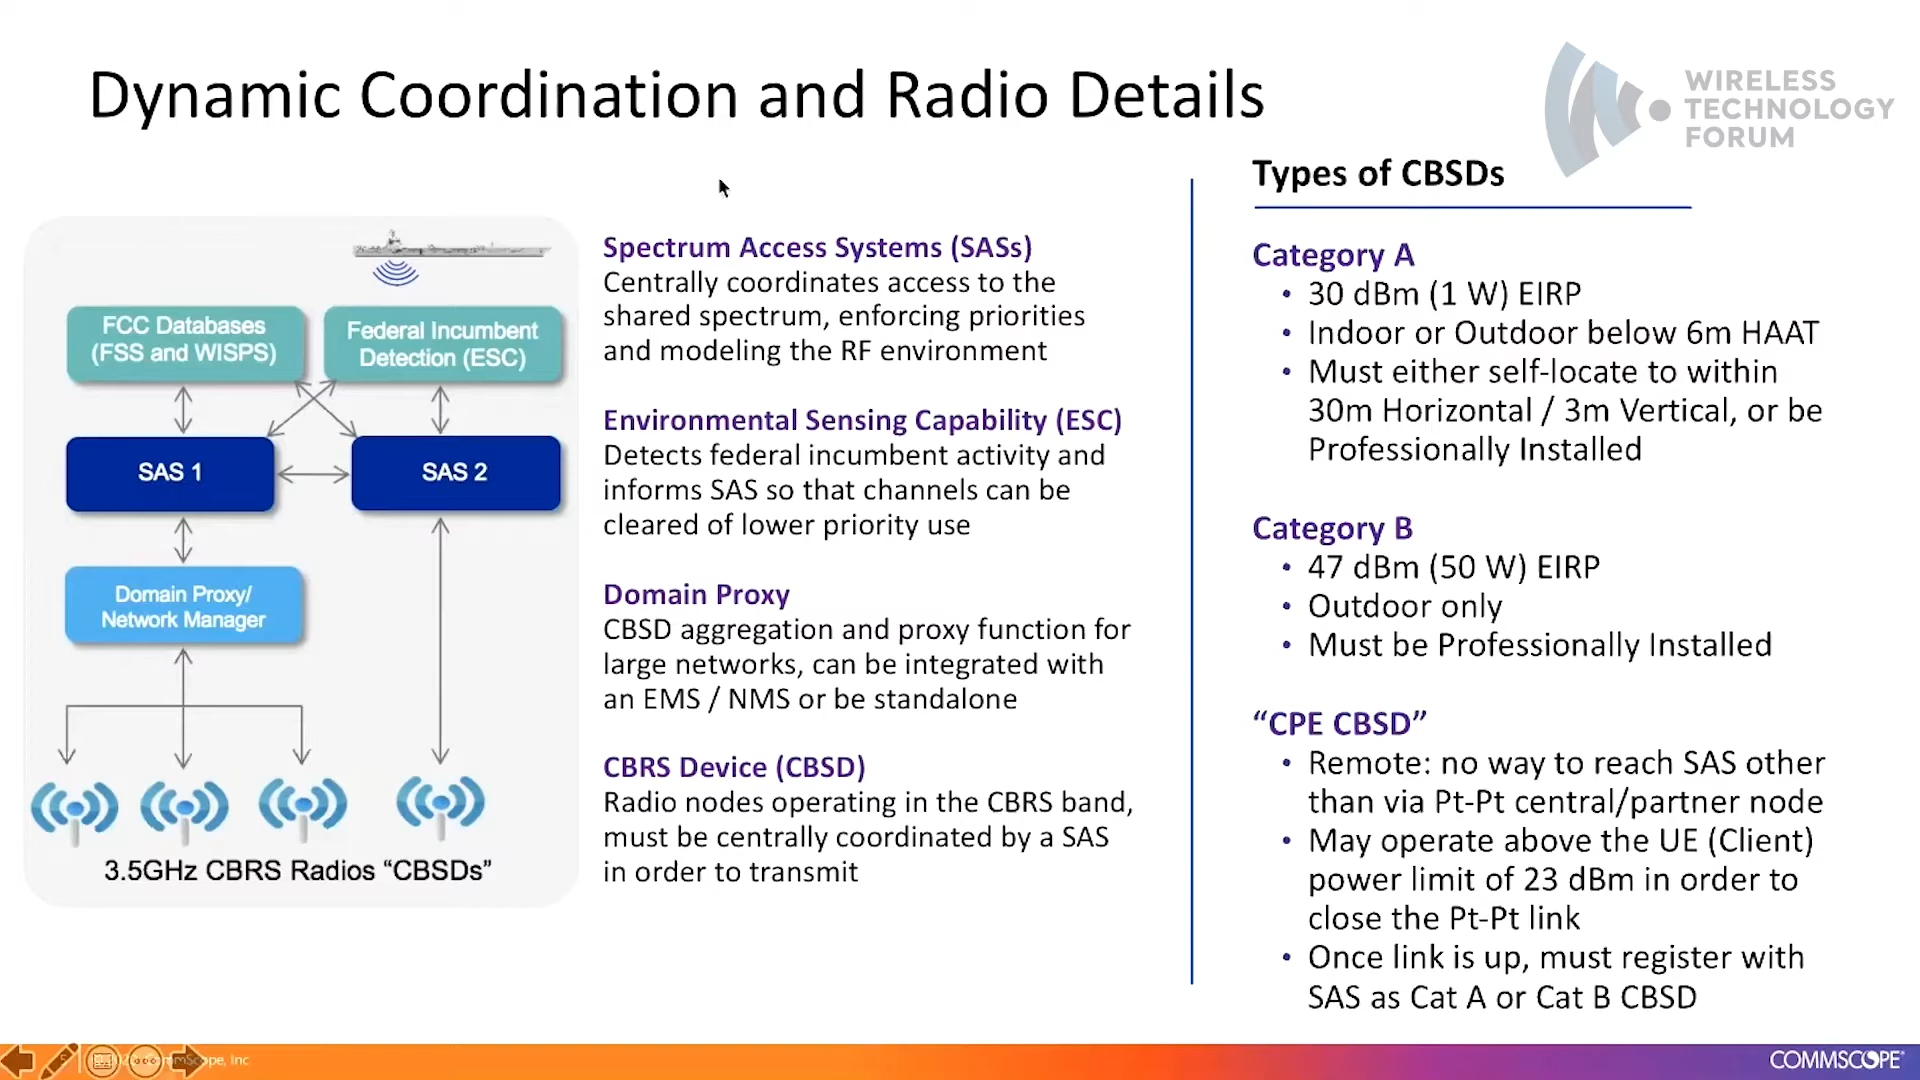 Dynamic Coordination and Radio Details
WIRELESS
TECHNOLOGY
FORUM
FCC Databases
(FSS and WISPS)
Federal Incumbent
Detection (ESC)
SAS 1
SAS 2
Domain Proxy/
Network Manager
3.5GHz CBRS Radios “CBSDs”
Spectrum Access Systems (SASs)
Centrally coordinates access to the
shared spectrum, enforcing priorities
and modeling the RF environment
Environmental Sensing Capability (ESC)
Detects federal incumbent activity and
informs SAS so that channels can be
cleared of lower priority use
Domain Proxy
CBSD aggregation and proxy function for
large networks, can be integrated with
an EMS / NMS or be standalone
CBRS Device (CBSD)
Radio nodes operating in the CBRS band,
must be centrally coordinated by a SAS
in order to transmit
Types of CBSDs
Category A
• 30 dBm (1 W) EIRP
• Indoor or Outdoor below 6m HAAT
• Must either self-locate to within
30m Horizontal / 3m Vertical, or be
Professionally Installed
Category B
• 47 dBm (50 W) EIRP
• Outdoor only
• Must be Professionally Installed
“CPE CBSD”
• Remote: no way to reach SAS other
than via Pt-Pt central/partner node
• May operate above the UE (Client)
power limit of 23 dBm in order to
close the Pt-Pt link
• Once link is up, must register with
SAS as Cat A or Cat B CBSD
5
Inc
COMMSCOPE